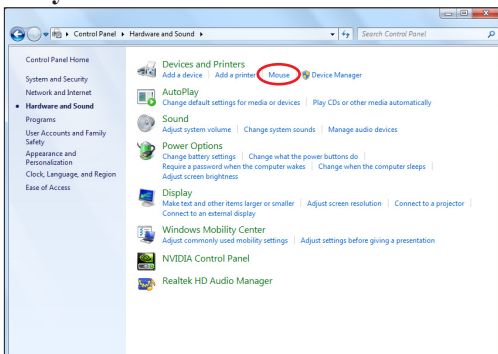 Control Panel ▸ Hardware and Sound ▸
Search Control Panel
Control Panel Home
System and Security
Network and Internet
Hardware and Sound
Programs
User Accounts and Family
Safety
Appearance and
Personalization
Clock, Language, and Region
Ease of Access
Devices and Printers
Add a device | Add a printer | Mouse | Device Manager
AutoPlay
Change default settings for media or devices | Play CDs or other media automatically
Sound
Adjust system volume | Change system sounds | Manage audio devices
Power Options
Change battery settings | Change what the power buttons do |
Require a password when the computer wakes | Change when the computer sleeps |
Adjust screen brightness
Display
Make text and other items larger or smaller | Adjust screen resolution | Connect to a projector |
Connect to an external display
Windows Mobility Center
Adjust commonly used mobility settings | Adjust settings before giving a presentation
NVIDIA Control Panel
Realtek HD Audio Manager